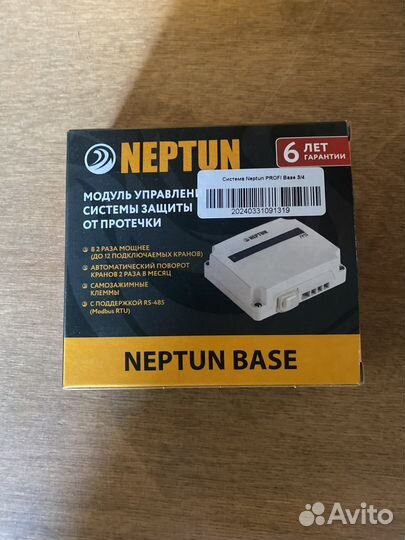 NEPTUN
6 ЛЕТ
ГАРАНТИИ
Система Neptun PROFI Base 3/4
20240331091319
МОДУЛЬ
СИСТЕМЫ ЗАЩИТЫ
ОТ ПРОТЕЧКИ
В 2 РАЗА МОЩНЕЕ
(ДО 12 ПОДКЛЮЧАЕМЫХ КРАНОВ)
АВТОМАТИЧЕСКИЙ ПОВОРОТ
КРАНОВ 2 РАЗА В МЕСЯЦ
САМОЗАЖИМНЫЕ
КЛЕММЫ
С ПОДДЕРЖКОЙ RS-485
(Modbus RTU)
NEPTUN
NEPTUN BASE
Avito